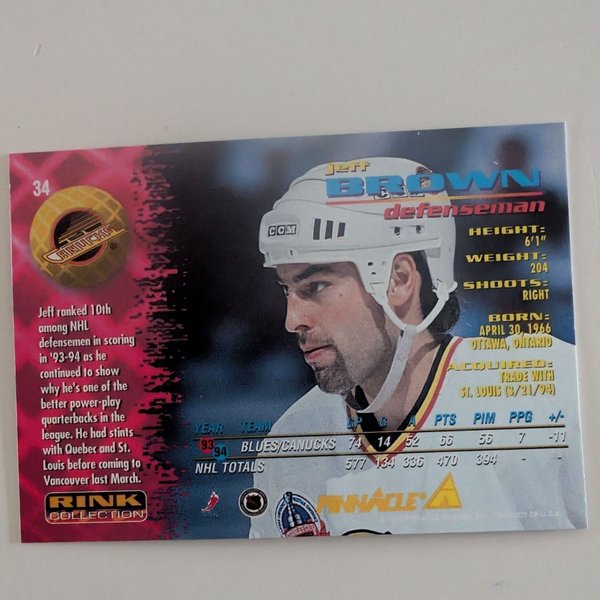 34
CANUCKS
Jeff ranked 10th
among NHL
defensemen in scoring
in '93-94 as he
continued to show
why he's one of the
better power-play
quarterbacks in the
league. He had stints
with Quebec and St.
Louis before coming to
Vancouver last March.
RINK
COLLECTION
CCM
jeff
BROWN
defenseman
HEIGHT:
6'1"
WEIGHT:
204
SHOOTS:
RIGHT
BORN:
APRIL 30, 1966
OTTAWA, ONTARIO
ACQUIRED:
TRADE WITH
ST. LOUIS (3/21/94)
YEAR TEAM GP G A PTS PIM PPG +/-
93 94 BLUES/CANUCKS 74 14 52 66 56 7 -11
NHL TOTALS 577 134 336 470 394 - -
PINNACLE